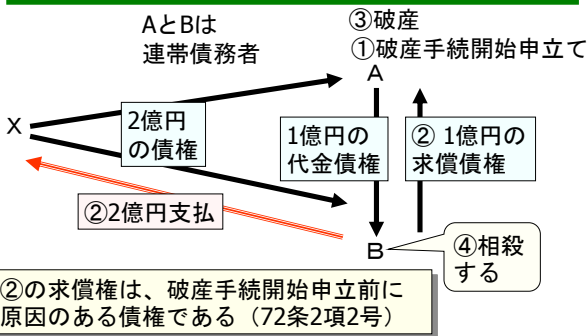 AとBは
連帯債務者
③破産
①破産手続開始申立て
A
X
2億円
の債権
1億円の
代金債権
② 1億円の
求償債権
②2億円支払
B
④相殺
する
②の求償権は、破産手続開始申立前に
原因のある債権である（72条2項2号）